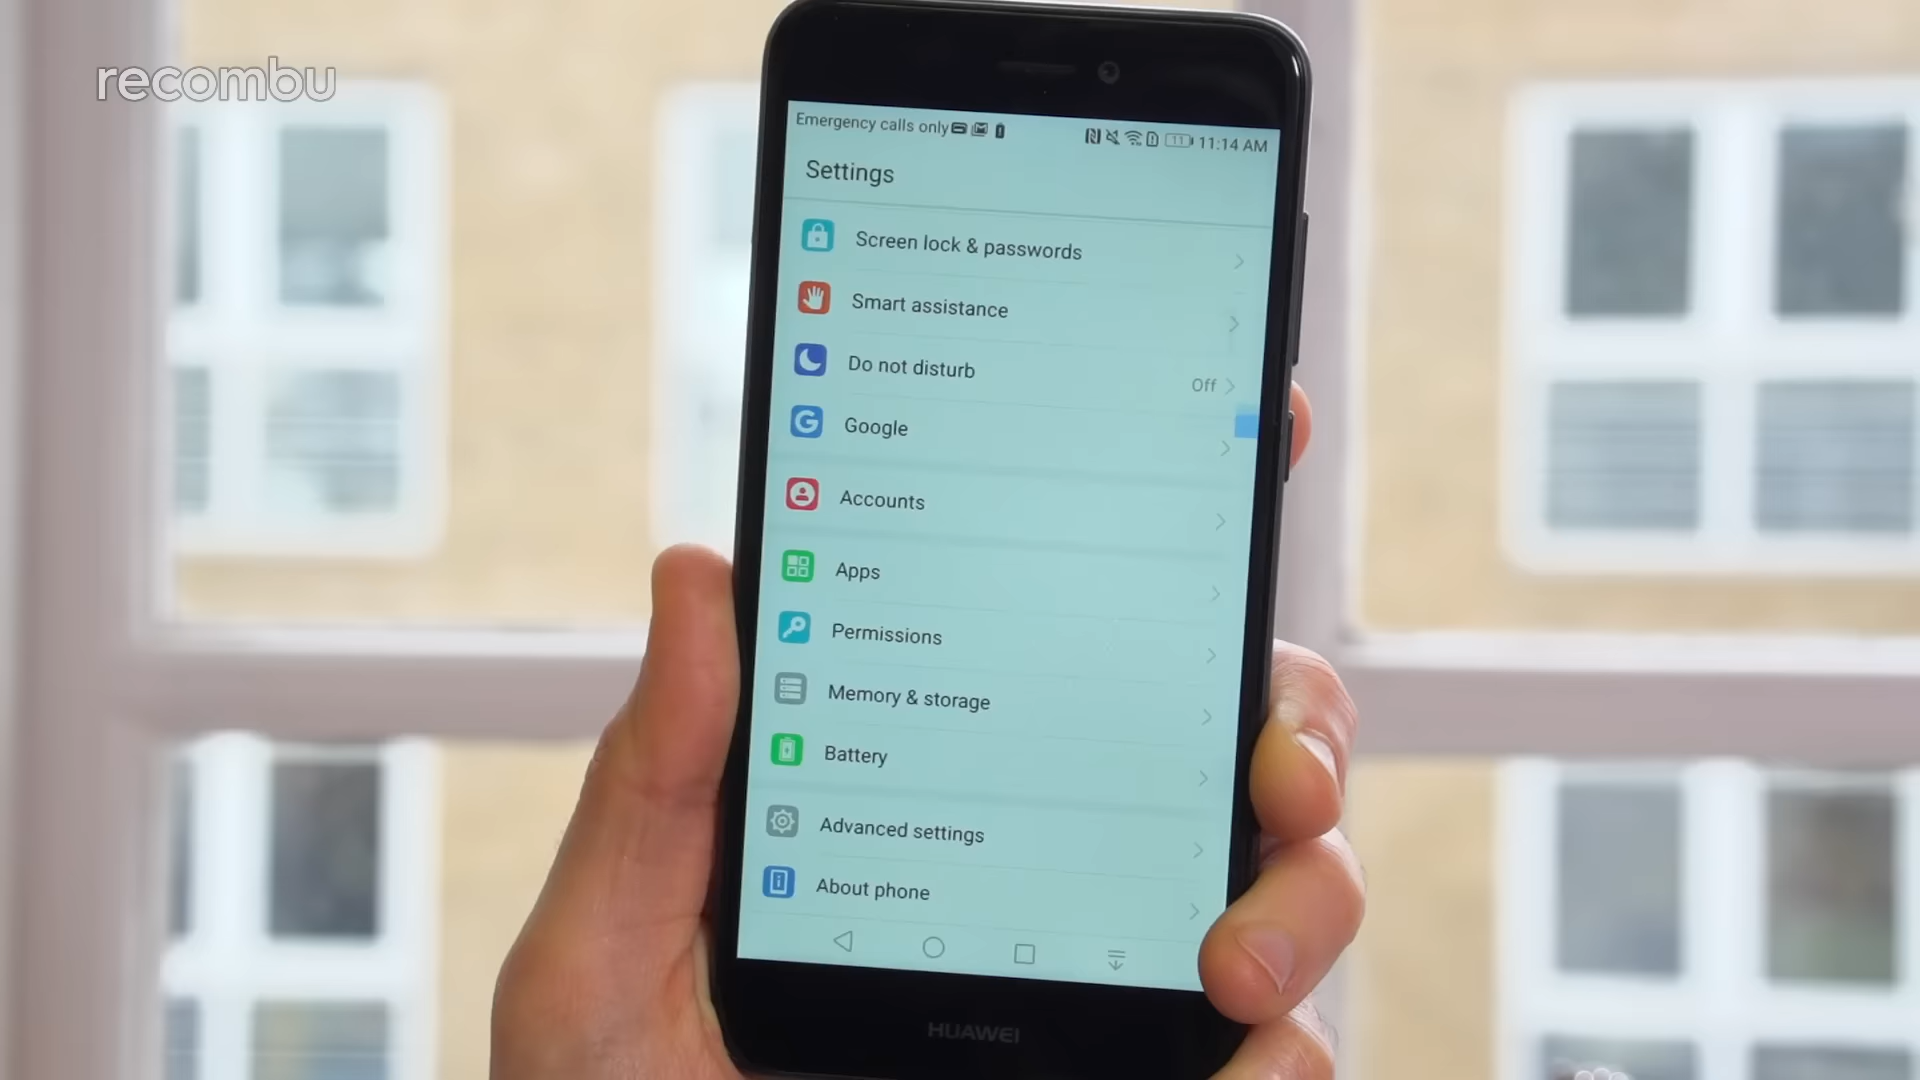 recombu
Emergency calls only 11 11:14 AM
Settings
Screen lock & passwords
Smart assistance
Do not disturb Off
Google
Accounts
Apps
Permissions
Memory & storage
Battery
Advanced settings
About phone
HUAWEI